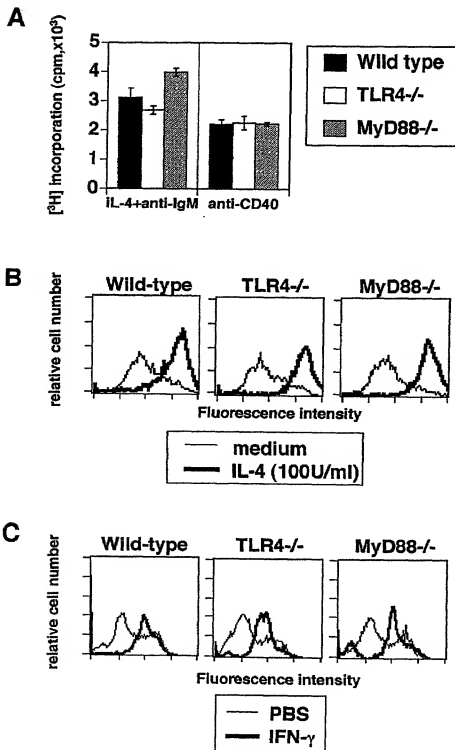 A
[³H] incorporation (cpm,x10³)
5
4
3
2
1
0
IL-4+anti-IgM
anti-CD40
Wild type
TLR4-/-
MyD88-/-
B
Wild-type
TLR4-/-
MyD88-/-
relative cell number
Fluorescence intensity
medium
IL-4 (100U/ml)
C
Wild-type
TLR4-/-
MyD88-/-
relative cell number
Fluorescence intensity
PBS
IFN-γ